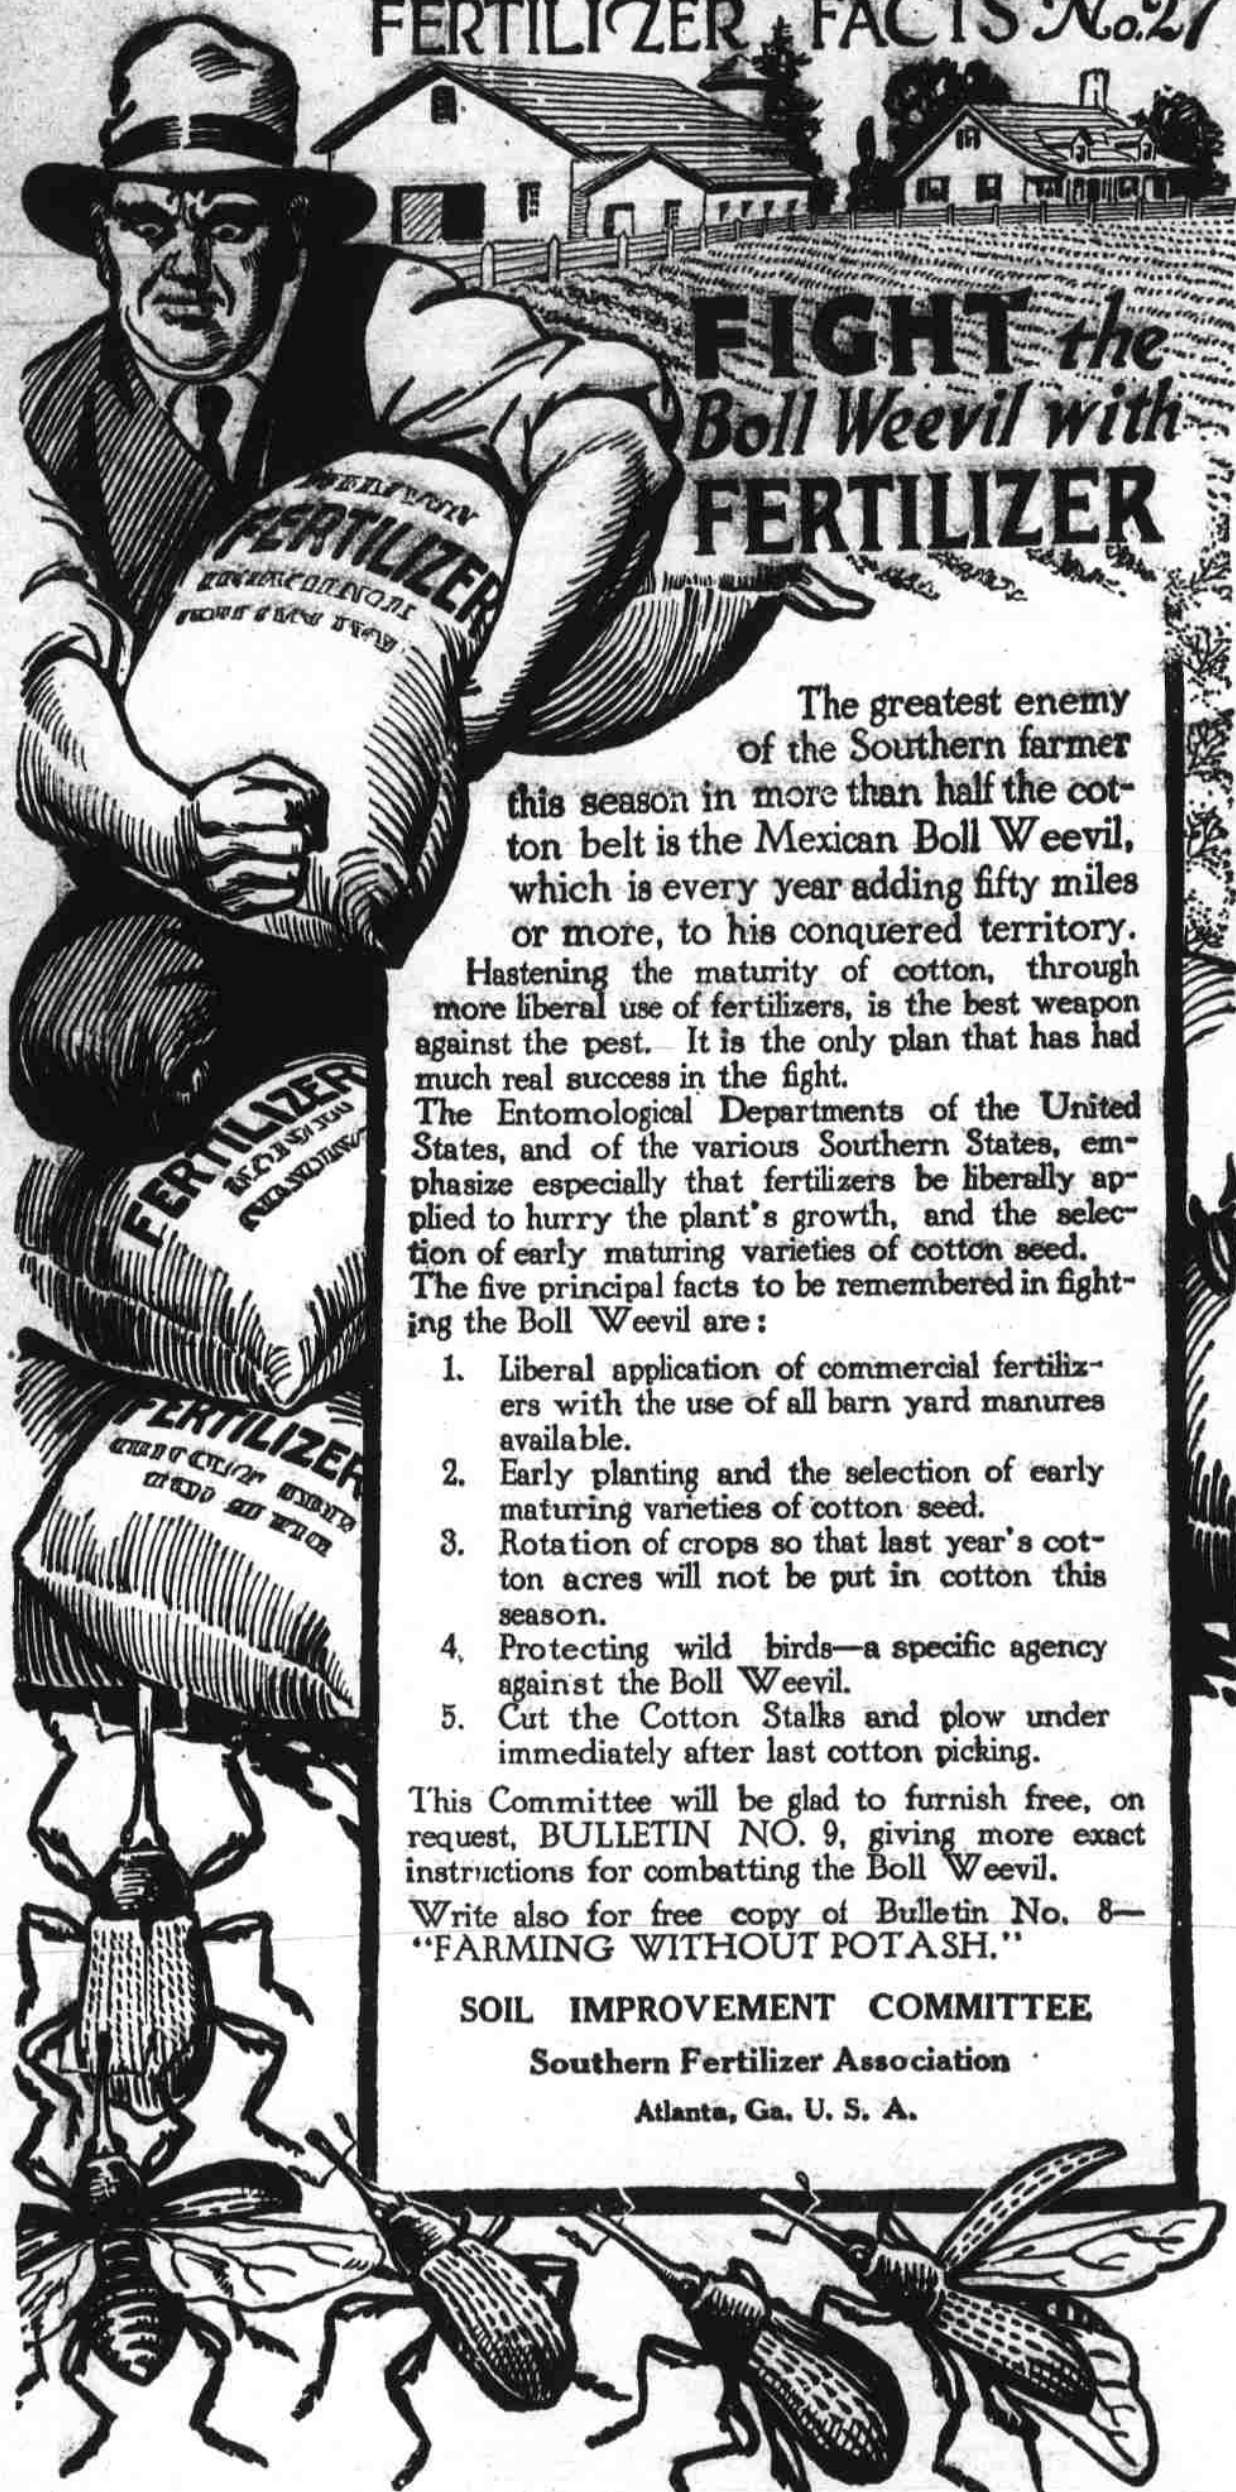 FERTILIZER FACTS No. 27
FIGHT the
Boll Weevil with
FERTILIZER
FERTILIZER
The greatest enemy
of the Southern farmer
this season in more than half the cot-
ton belt is the Mexican Boll Weevil,
which is every year adding fifty miles
or more, to his conquered territory.
Hastening the maturity of cotton, through
more liberal use of fertilizers, is the best weapon
against the pest. It is the only plan that has had
much real success in the fight.
The Entomological Departments of the United
States, and of the various Southern States, em-
phasize especially that fertilizers be liberally ap-
plied to hurry the plant's growth, and the selec-
tion of early maturing varieties of cotton seed.
The five principal facts to be remembered in fight-
ing the Boll Weevil are:
1. Liberal application of commercial fertiliz-
ers with the use of all barn yard manures
available.
2. Early planting and the selection of early
maturing varieties of cotton seed.
3. Rotation of crops so that last year's cot-
ton acres will not be put in cotton this
season.
4, Protecting wild birds—a specific agency
against the Boll Weevil.
5. Cut the Cotton Stalks and plow under
immediately after last cotton picking.
This Committee will be glad to furnish free, on
request, BULLETIN NO. 9, giving more exact
instructions for combatting the Boll Weevil.
Write also for free copy of Bulletin No. 8—
"FARMING WITHOUT POTASH."
SOIL IMPROVEMENT COMMITTEE
Southern Fertilizer Association
Atlanta, Ga. U. S. A.
FERTILIZER
FERTILIZER